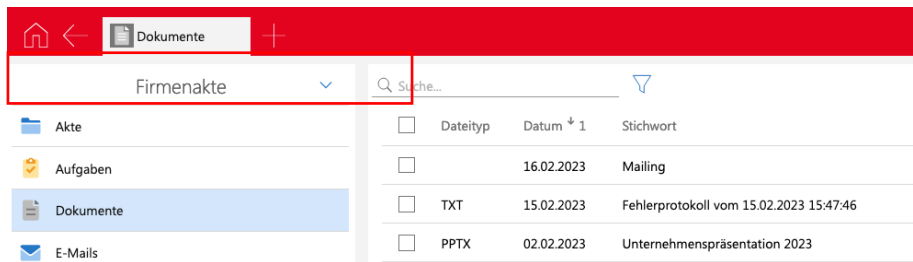 Dokumente
Firmenakte
Suche...
Akte
Dateityp Datum 1 Stichwort
16.02.2023 Mailing
Aufgaben
Dokumente
TXT 15.02.2023 Fehlerprotokoll vom 15.02.2023 15:47:46
E-Mails
PPTX 02.02.2023 Unternehmenspräsentation 2023